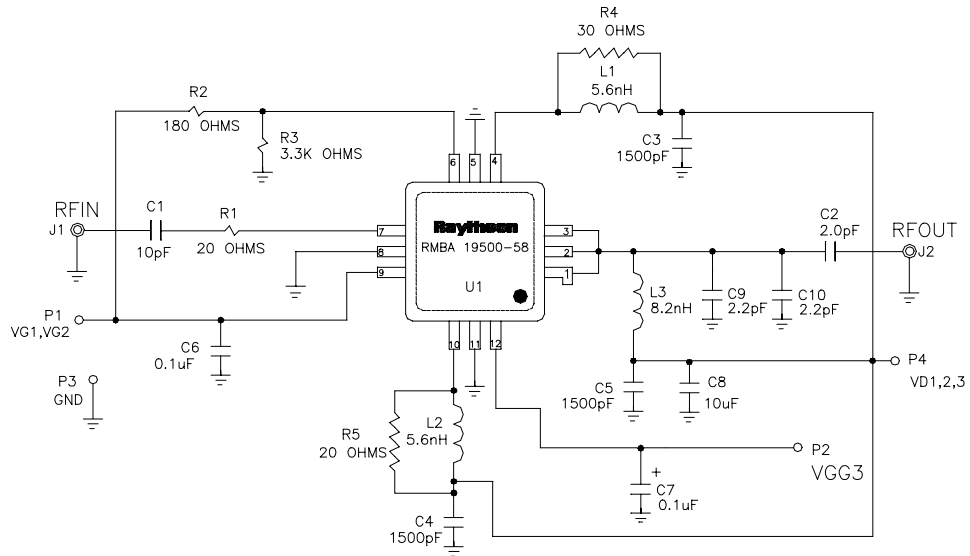 R4
30 OHMS
L1
5.6nH
R2
180 OHMS
R3
3.3K OHMS
C3
1500pF
6
5
4
RFIN
J1
C1
10pF
R1
20 OHMS
7
8
9
Raytheon
RMBA 19500-58
U1
3
2
1
C2
2.0pF
RFOUT
J2
L3
8.2nH
C9
2.2pF
C10
2.2pF
P1
VG1,VG2
C6
0.1uF
10
11
12
P3
GND
C5
1500pF
C8
10uF
P4
VD1,2,3
R5
20 OHMS
L2
5.6nH
P2
VGG3
+
C7
0.1uF
C4
1500pF